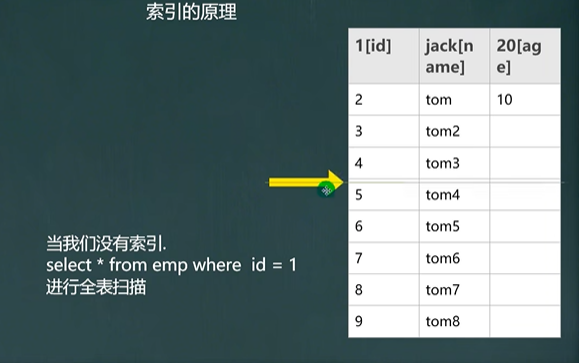 索引的原理
1[id] jack[n 20[ag
ame] e]
2 tom 10
3 tom2
4 tom3
5 tom4
6 tom5
7 tom6
8 tom7
9 tom8
当我们没有索引.
select * from emp where id = 1
进行全表扫描